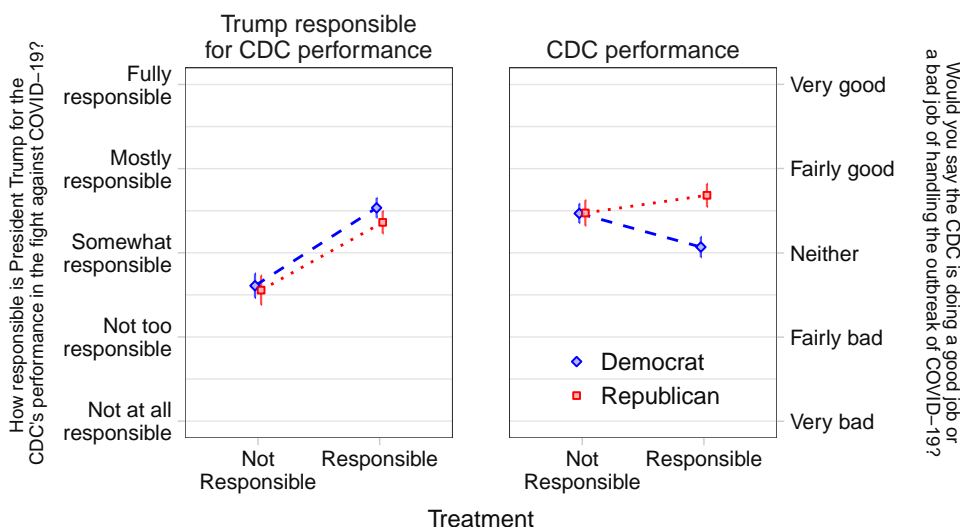 Trump responsible
for CDC performance
CDC performance
How responsible is President Trump for the
CDC's performance in the fight against COVID−19?
Fully
responsible
Mostly
responsible
Somewhat
responsible
Not too
responsible
Not at all
responsible
Very good
Fairly good
Neither
Fairly bad
Very bad
Would you say the CDC is doing a good job or
a bad job of handling the outbreak of COVID−19?
Democrat
Republican
Not
Responsible
Responsible
Not
Responsible
Responsible
Treatment